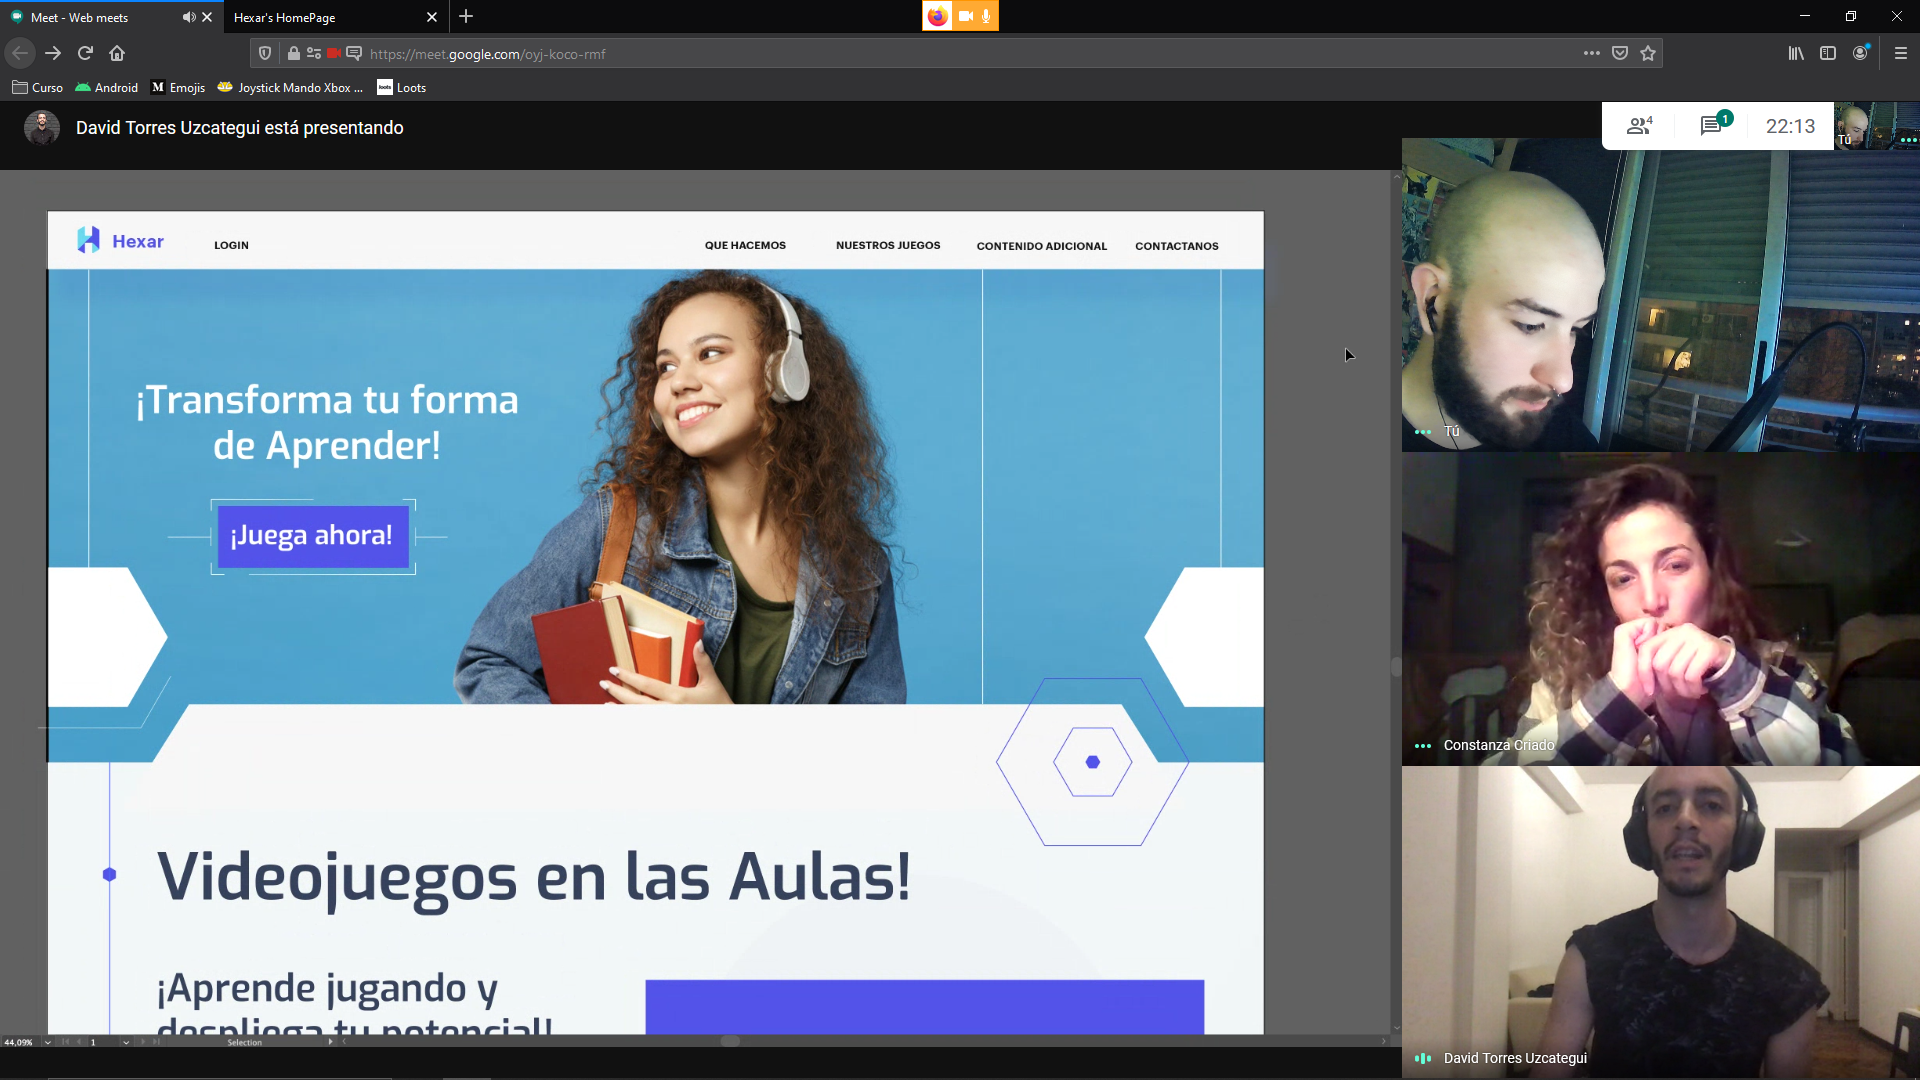 Meet - Web meets
Hexar's HomePage
https://meet.google.com/oyj-koco-rmf
Curso
Android
M Emojis
Joystick Mando Xbox ...
Loots
David Torres Uzcategui está presentando
4
1
22:13
Tú
Hexar
LOGIN
QUE HACEMOS
NUESTROS JUEGOS
CONTENIDO ADICIONAL
CONTACTANOS
¡Transforma tu forma
de Aprender!
¡Juega ahora!
Videojuegos en las Aulas!
¡Aprende jugando y
despliega tu potencial!
44,09%
1
Selection
Tú
Constanza Criado
David Torres Uzcategui